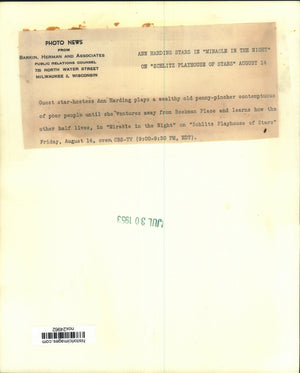 PHOTO NEWS
FROM
BARKIN, HERMAN AND ASSOCIATES
PUBLIC RELATIONS COUNSEL
715 NORTH WATER STREET
MILWAUKEE 2, WISCONSIN
ANN HARDING STARS IN "MIRACLE IN THE NIGHT"
ON "SCHLITZ PLAYHOUSE OF STARS" AUGUST 14
Guest star-hostess Ann Harding plays a wealthy old penny-pincher contemptuous
of poor people until she ventures away from Beekman Place and learns how the
other half lives, in "Mirable in the Night" on "Schlitz Playhouse of Stars"
Friday, August 14, over CBS-TV (9:00-9:30 PM, EDT).
JUL 30 1953
historicimages.com
nox24962